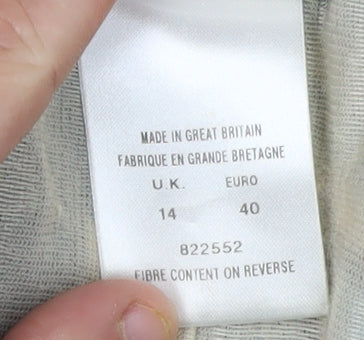 MADE IN GREAT BRITAIN
FABRIQUE EN GRANDE BRETAGNE
U.K. EURO
14 40
822552
FIBRE CONTENT ON REVERSE